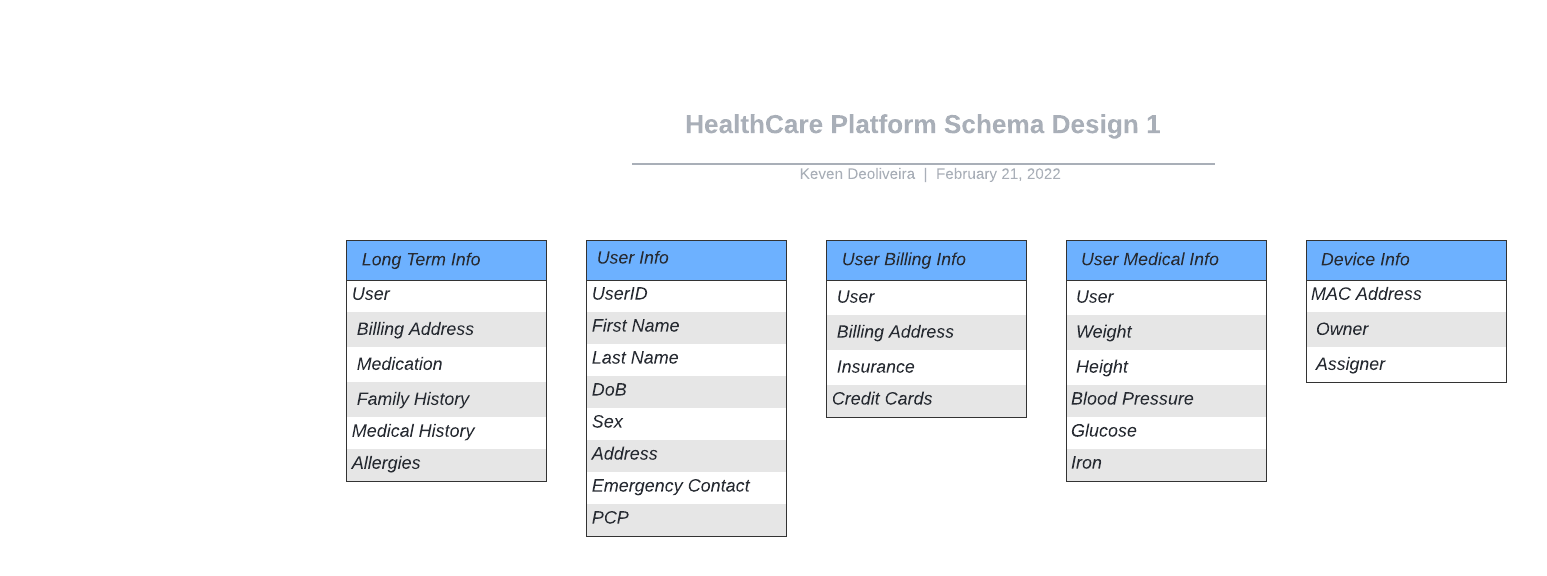 HealthCare Platform Schema Design 1
Keven Deoliveira | February 21, 2022
Long Term Info
User
Billing Address
Medication
Family History
Medical History
Allergies
User Info
UserID
First Name
Last Name
DoB
Sex
Address
Emergency Contact
PCP
User Billing Info
User
Billing Address
Insurance
Credit Cards
User Medical Info
User
Weight
Height
Blood Pressure
Glucose
Iron
Device Info
MAC Address
Owner
Assigner